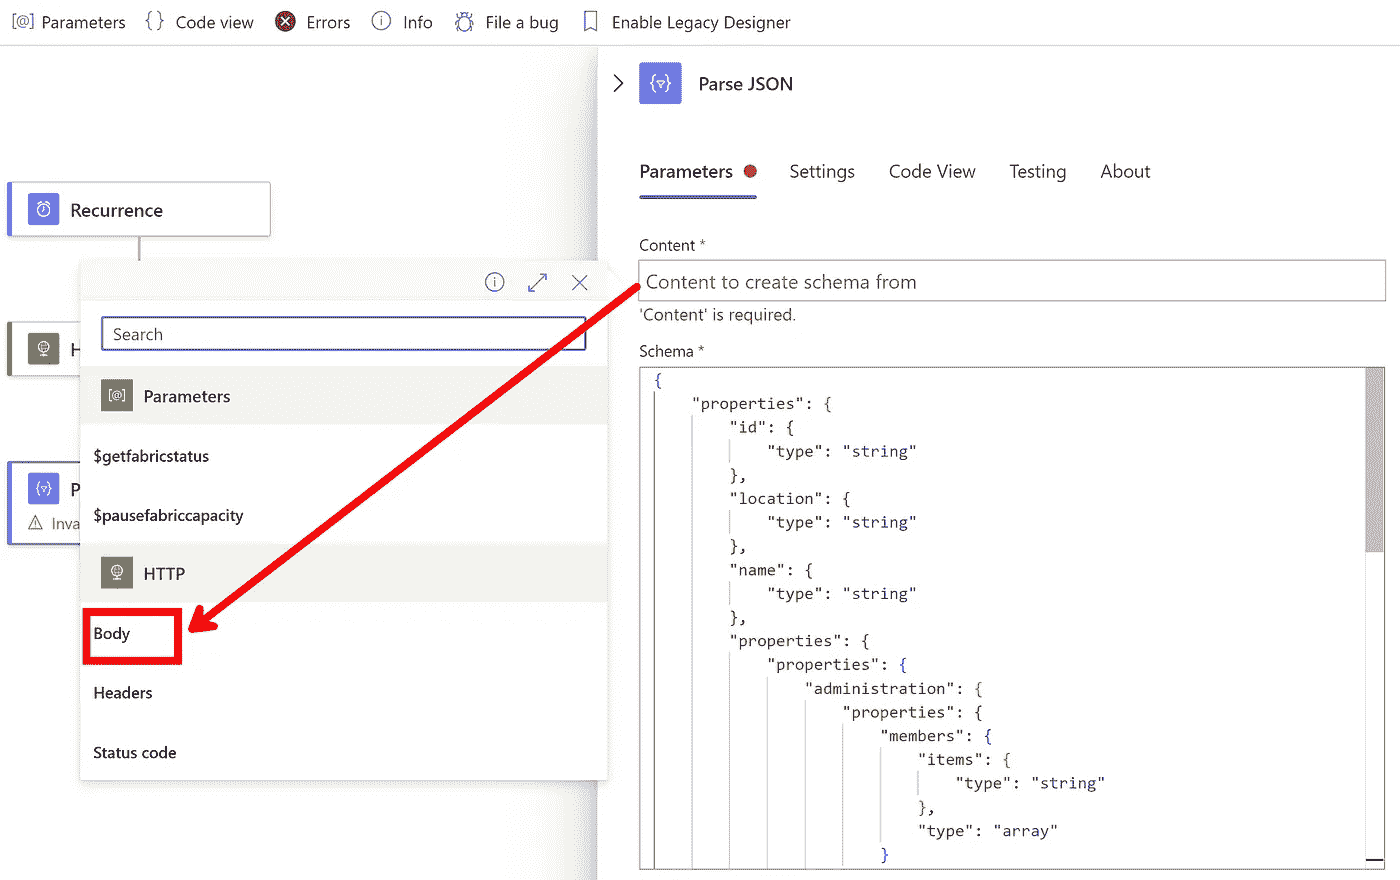 [@] Parameters {} Code view Errors Info File a bug Enable Legacy Designer
Parse JSON
Parameters Settings Code View Testing About
Recurrence
Content *
Content to create schema from
'Content' is required.
Search
H
Schema *
Parameters
$getfabricstatus
P
Inva
$pausefabriccapacity
HTTP
Body
Headers
Status code
{
"properties": {
"id": {
"type": "string"
},
"location": {
"type": "string"
},
"name": {
"type": "string"
},
"properties": {
"properties": {
"administration": {
"properties": {
"members": {
"items": {
"type": "string"
},
"type": "array"
}